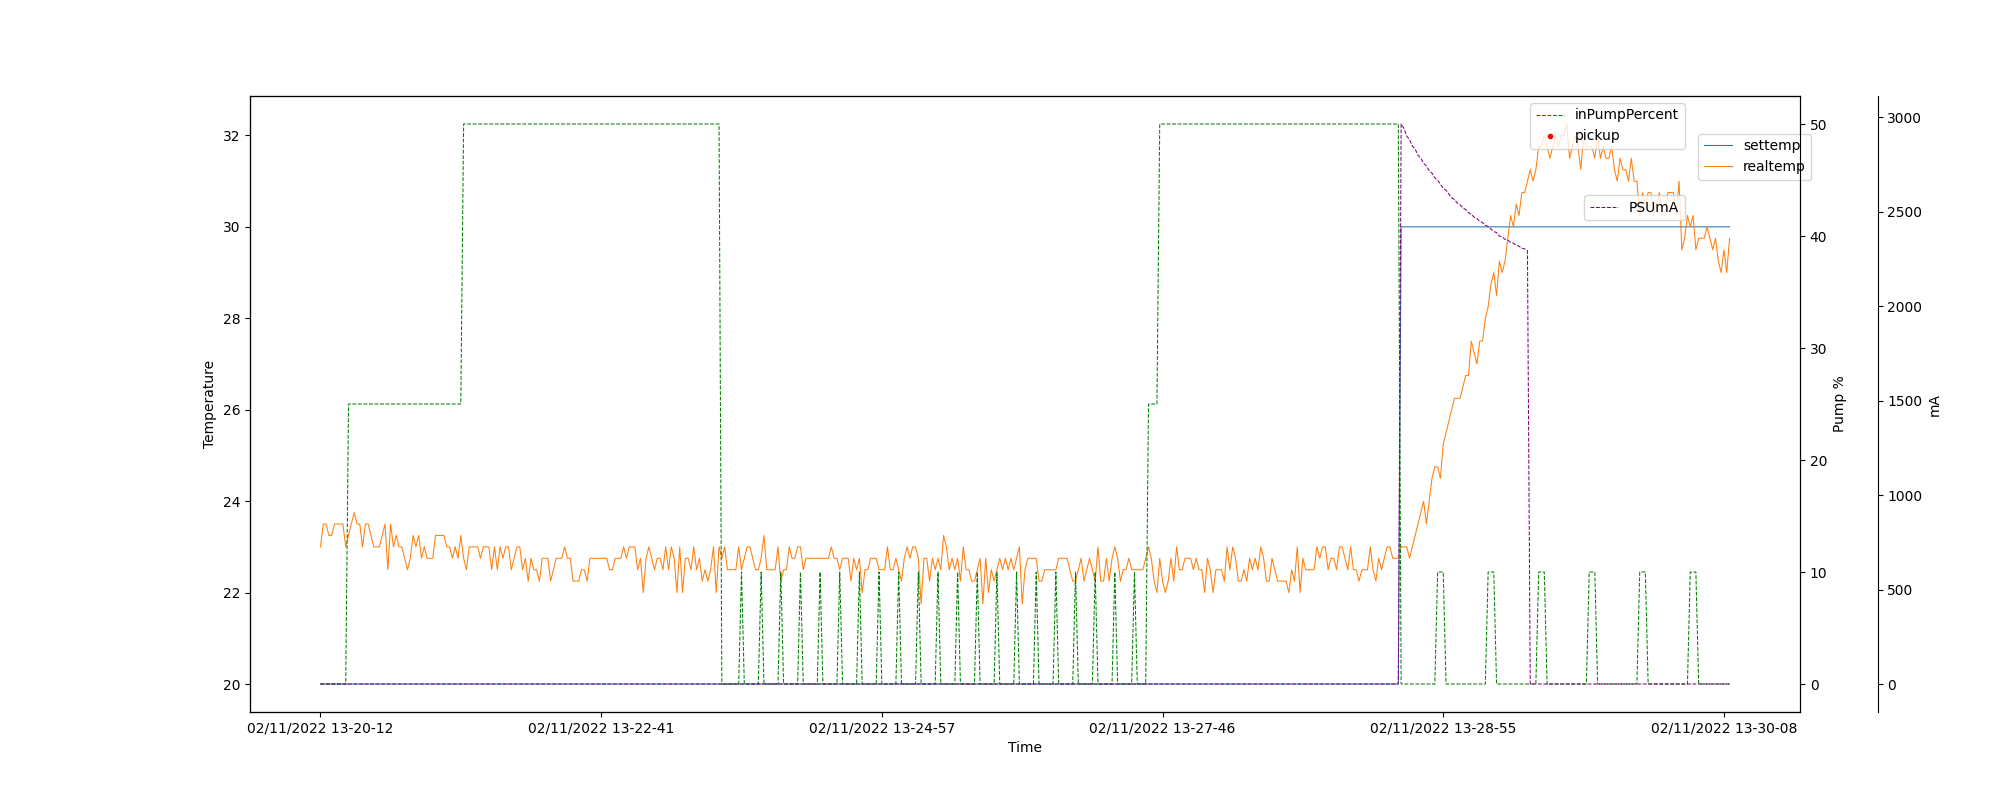 inPumpPercent
pickup
settemp
realtemp
PSUmA
32
30
28
26
24
22
20
Temperature
50
40
30
20
10
0
Pump %
3000
2500
2000
1500
1000
500
0
mA
02/11/2022 13-20-12
02/11/2022 13-22-41
02/11/2022 13-24-57
02/11/2022 13-27-46
02/11/2022 13-28-55
02/11/2022 13-30-08
Time